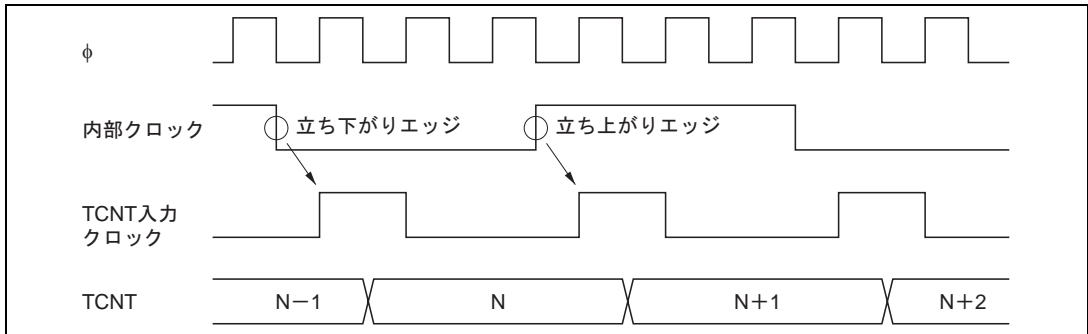 φ
内部クロック
立ち下がりエッジ
立ち上がりエッジ
TCNT入力
クロック
TCNT
N－1
N
N＋1
N＋2